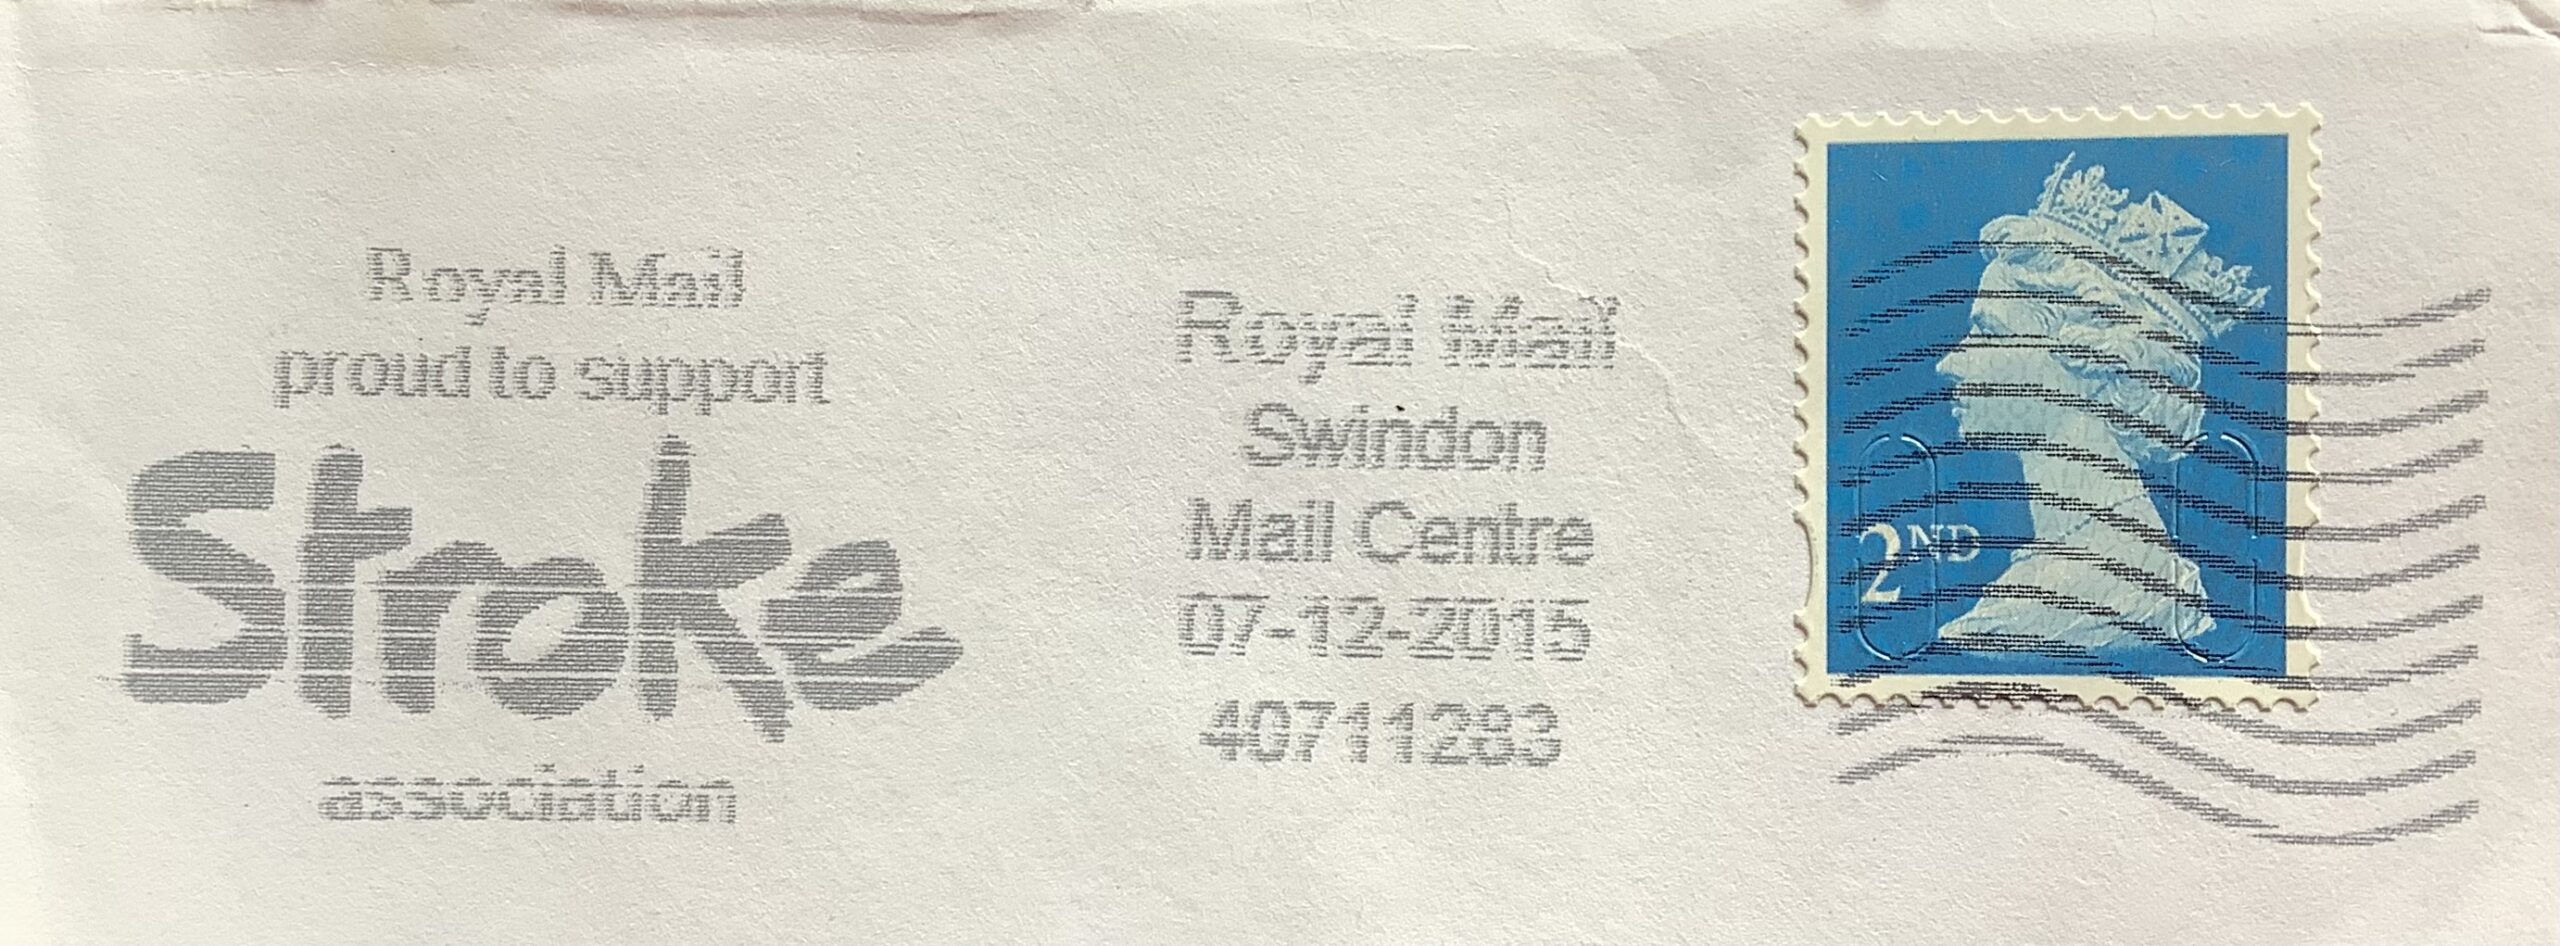 Royal Mail
proud to support
Stroke
association
Royal Mail
Swindon
Mail Centre
07-12-2015
40711283
2ND